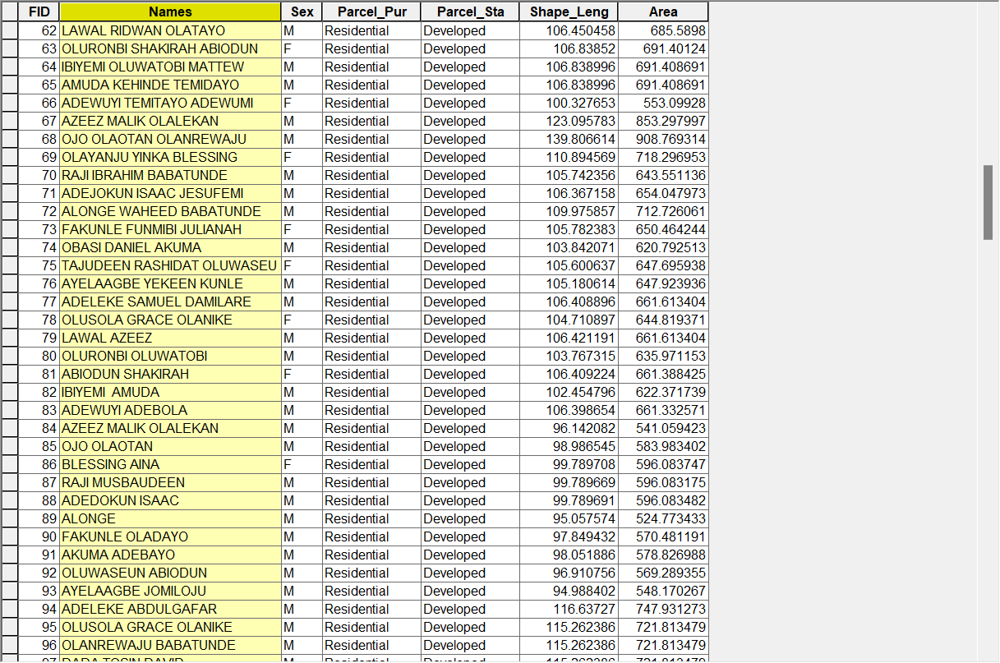 FID Names Sex Parcel_Pur Parcel_Sta Shape_Leng Area
62 LAWAL RIDWAN OLATAYO M Residential Developed 106.450458 685.5898
63 OLURONBI SHAKIRAH ABIODUN F Residential Developed 106.83852 691.40124
64 IBIYEMI OLUWATOBI MATTEW M Residential Developed 106.838996 691.408691
65 AMUDA KEHINDE TEMIDAYO M Residential Developed 106.838996 691.408691
66 ADEWUYI TEMITAYO ADEWUMI F Residential Developed 100.327653 553.09928
67 AZEEZ MALIK OLALEKAN M Residential Developed 123.095783 853.297997
68 OJO OLAOTAN OLANREWAJU M Residential Developed 139.806614 908.769314
69 OLAYANJU YINKA BLESSING F Residential Developed 110.894569 718.296953
70 RAJI IBRAHIM BABATUNDE M Residential Developed 105.742356 643.551136
71 ADEJOKUN ISAAC JESUFEMI M Residential Developed 106.367158 654.047973
72 ALONGE WAHEED BABATUNDE M Residential Developed 109.975857 712.726061
73 FAKUNLE FUNMIBI JULIANAH F Residential Developed 105.782383 650.464244
74 OBASI DANIEL AKUMA M Residential Developed 103.842071 620.792513
75 TAJUDEEN RASHIDAT OLUWASEU F Residential Developed 105.600637 647.695938
76 AYELAAGBE YEKEEN KUNLE M Residential Developed 105.180614 647.923936
77 ADELEKE SAMUEL DAMILARE M Residential Developed 106.408896 661.613404
78 OLUSOLA GRACE OLANIKE F Residential Developed 104.710897 644.819371
79 LAWAL AZEEZ M Residential Developed 106.421191 661.613404
80 OLURONBI OLUWATOBI M Residential Developed 103.767315 635.971153
81 ABIODUN SHAKIRAH F Residential Developed 106.409224 661.388425
82 IBIYEMI  AMUDA M Residential Developed 102.454796 622.371739
83 ADEWUYI ADEBOLA M Residential Developed 106.398654 661.332571
84 AZEEZ MALIK OLALEKAN M Residential Developed 96.142082 541.059423
85 OJO OLAOTAN M Residential Developed 98.986545 583.983402
86 BLESSING AINA F Residential Developed 99.789708 596.083747
87 RAJI MUSBAUDEEN M Residential Developed 99.789669 596.083175
88 ADEDOKUN ISAAC M Residential Developed 99.789691 596.083482
89 ALONGE M Residential Developed 95.057574 524.773433
90 FAKUNLE OLADAYO M Residential Developed 97.849432 570.481191
91 AKUMA ADEBAYO M Residential Developed 98.051886 578.826988
92 OLUWASEUN ABIODUN M Residential Developed 96.910756 569.289355
93 AYELAAGBE JOMILOJU M Residential Developed 94.988402 548.170267
94 ADELEKE ABDULGAFAR M Residential Developed 116.63727 747.931273
95 OLUSOLA GRACE OLANIKE M Residential Developed 115.262386 721.813479
96 OLANREWAJU BABATUNDE M Residential Developed 115.262386 721.813479